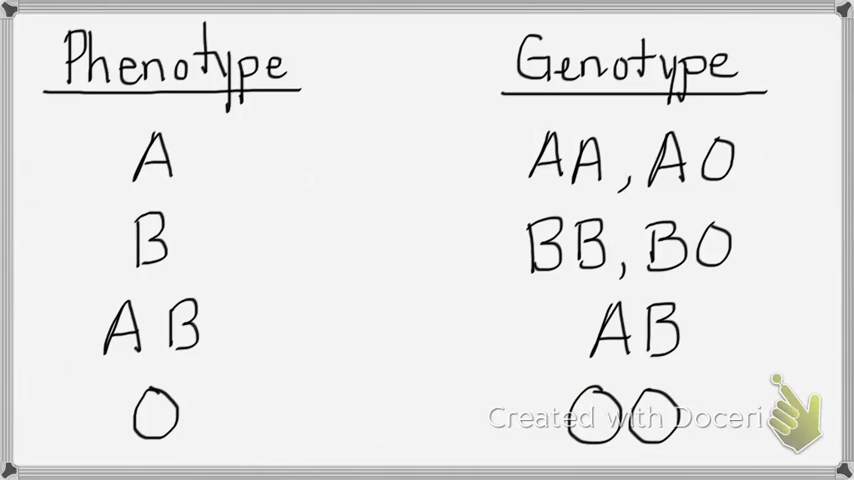 Phenotype Genotype
A AA, AO
B BB, BO
AB AB
O OO
Created with Doceri